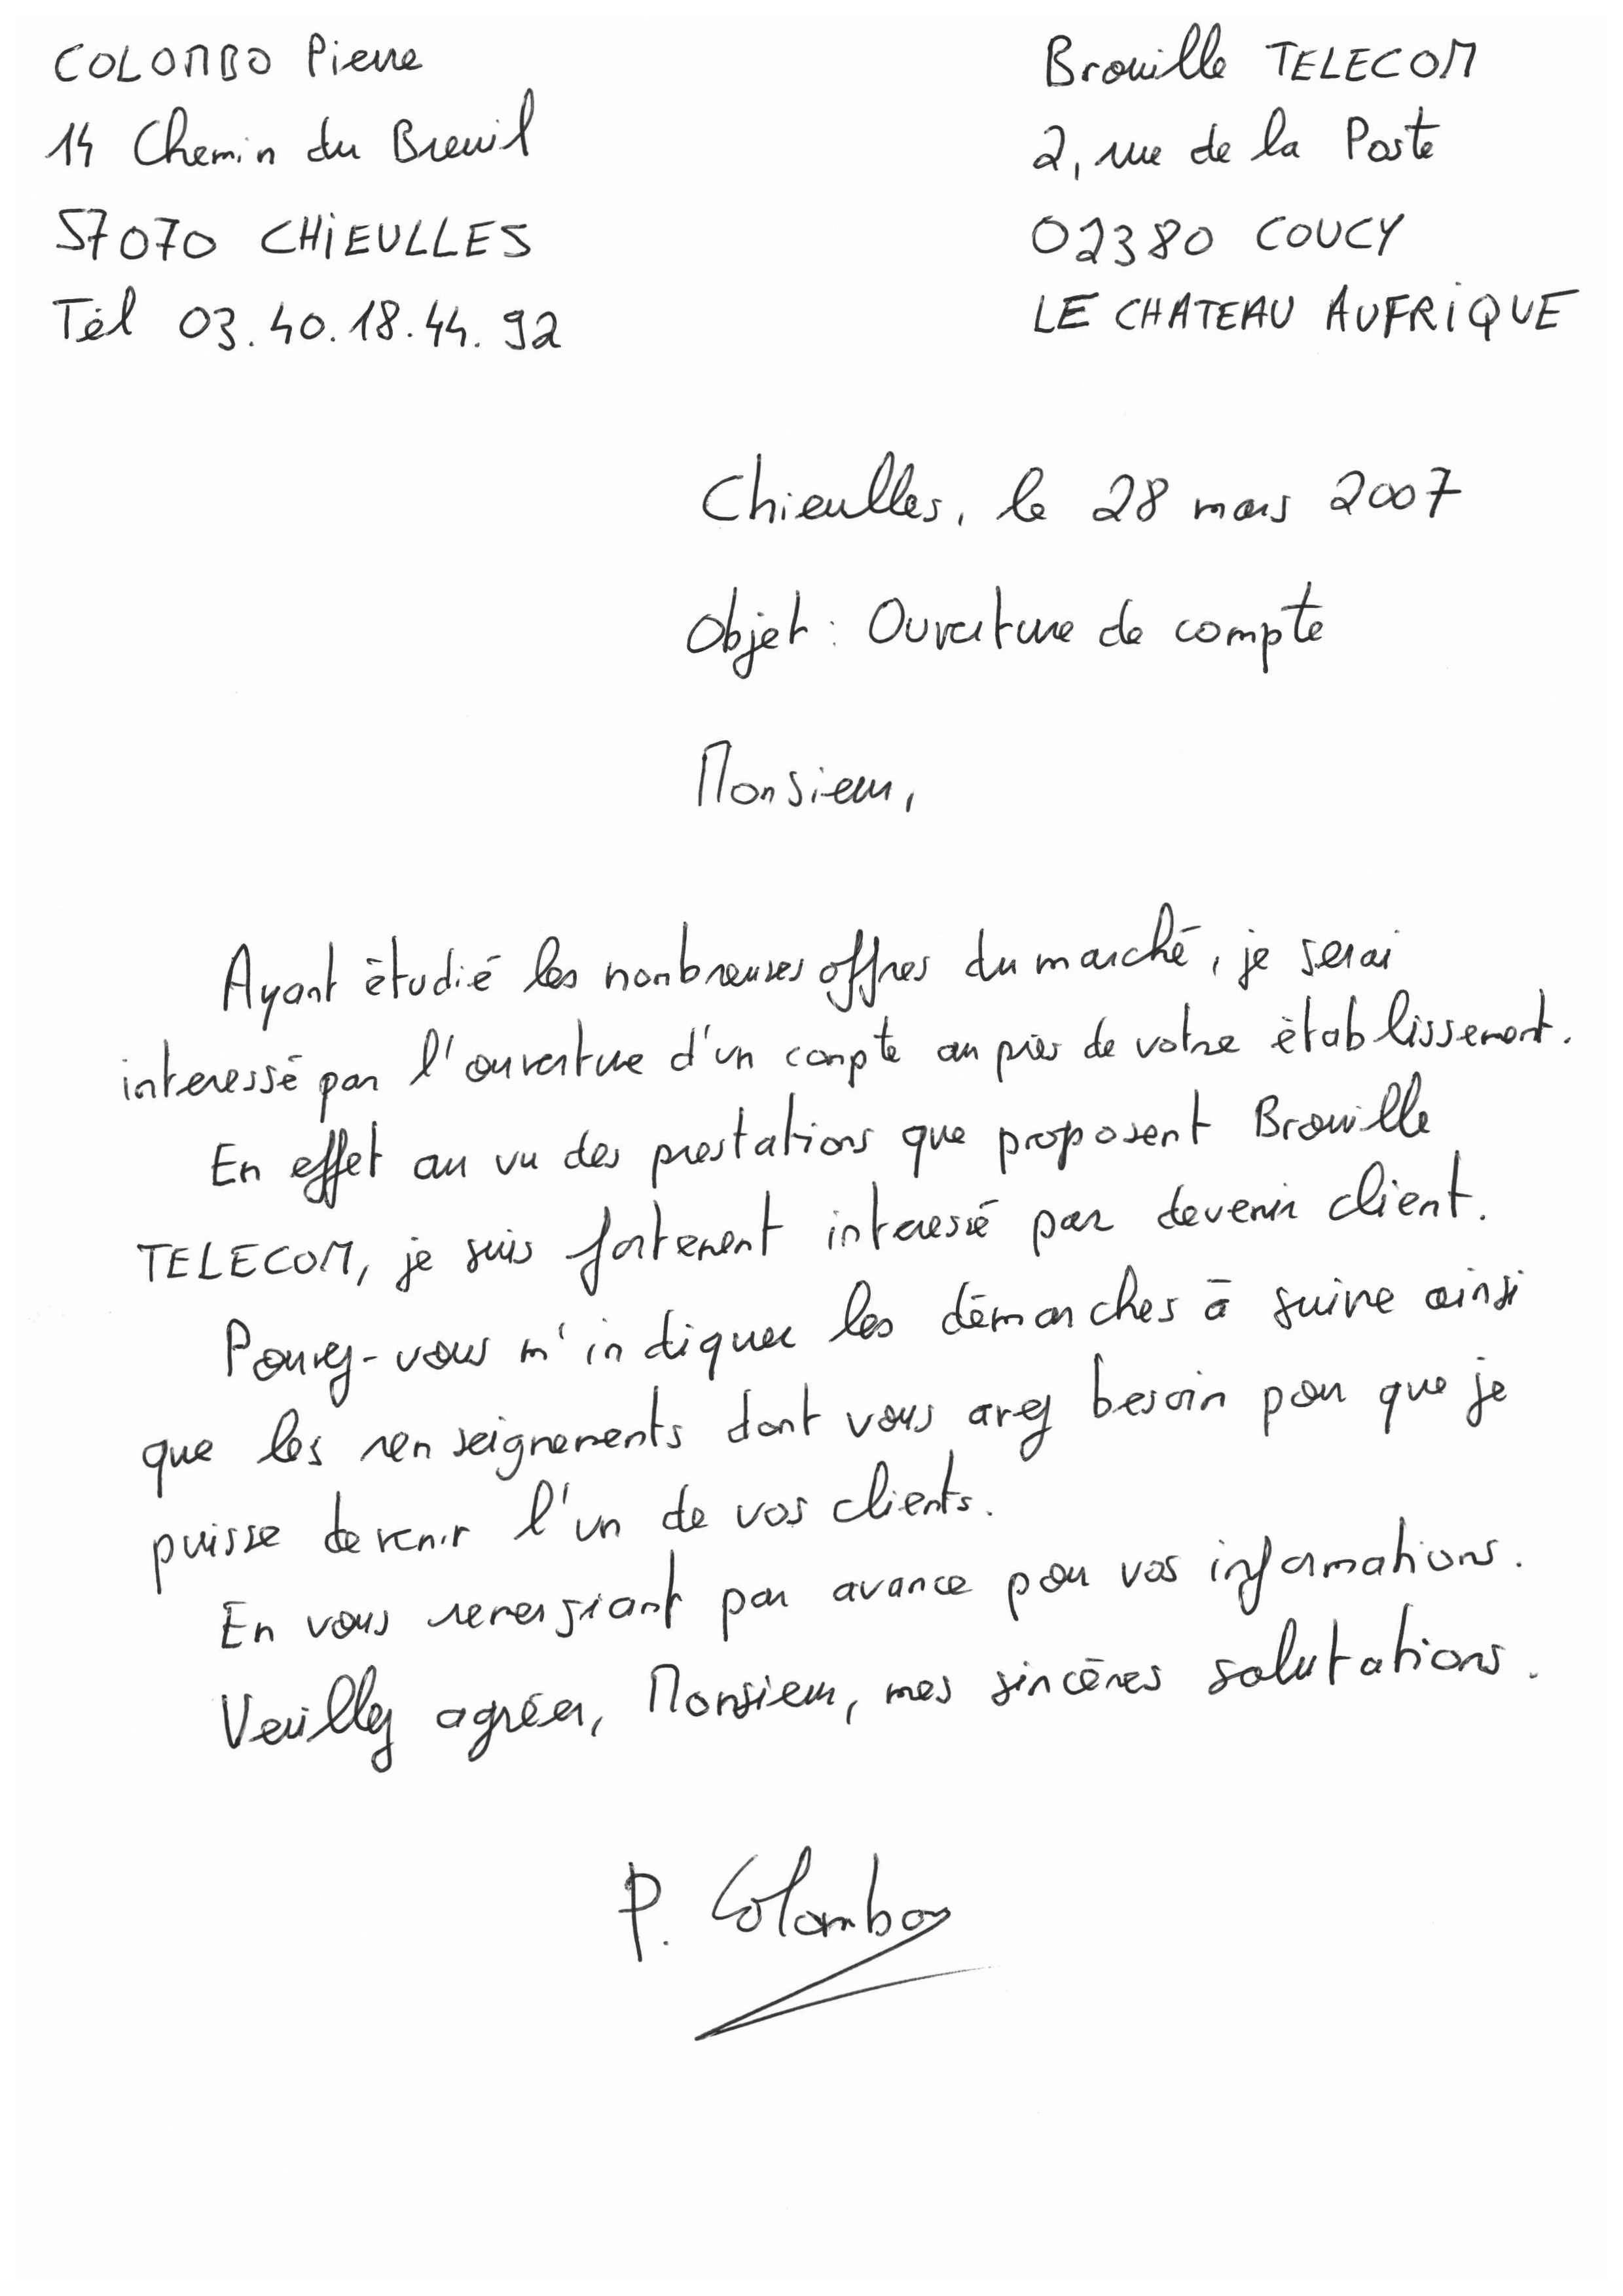 COLOMBO Pierre
14 Chemin du Breuil
57070 CHIEULLES
Tél 03.40.18.44.92
Brouille TELECOM
2, rue de la Poste
02380 COUCY
LE CHATEAU AUFRIQUE
Chieulles, le 28 mars 2007
Objet : Ouverture de compte
Monsieur,
Ayant étudié les nombreuses offres du marché, je serai
interessé par l'ouverture d'un compte au près de votre établissement.
En effet au vu des prestations que proposent Brouille
TELECOM, je suis fortement interessé par devenir client.
Pouvez-vous m'indiquer les démarches à suivre ainsi
que les renseignements dont vous avez besoin pour que je
puisse devenir l'un de vos clients.
En vous remersiant par avance pour vos informations.
Veuillez agréer, Monsieur, mes sincères salutations.
P. Colombo